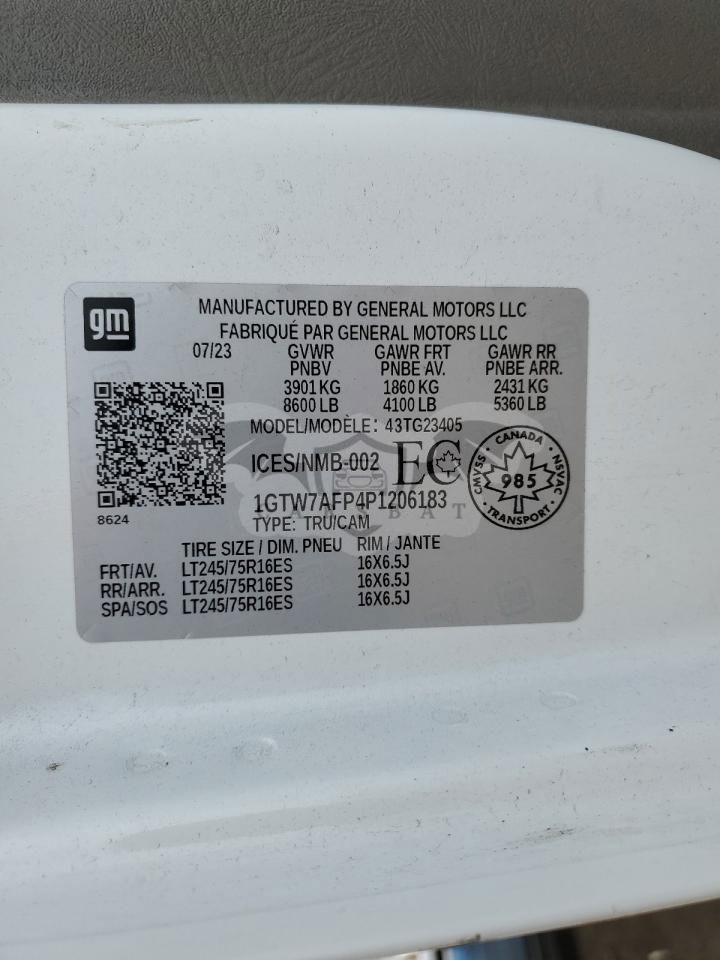 gm
MANUFACTURED BY GENERAL MOTORS LLC
FABRIQUÉ PAR GENERAL MOTORS LLC
07/23 GVWR GAWR FRT GAWR RR
PNBV PNBE AV. PNBE ARR.
3901 KG 1860 KG 2431 KG
8600 LB 4100 LB 5360 LB
MODEL/MODÈLE: 43TG23405
ICES/NMB-002 EC
CANADA
CMVSS 985 NSVAC
TRANSPORT
1GTW7AFP4P1206183
CARSBAT
8624
TYPE: TRU/CAM
TIRE SIZE / DIM. PNEU RIM / JANTE
FRT/AV. LT245/75R16ES 16X6.5J
RR/ARR. LT245/75R16ES 16X6.5J
SPA/SOS LT245/75R16ES 16X6.5J